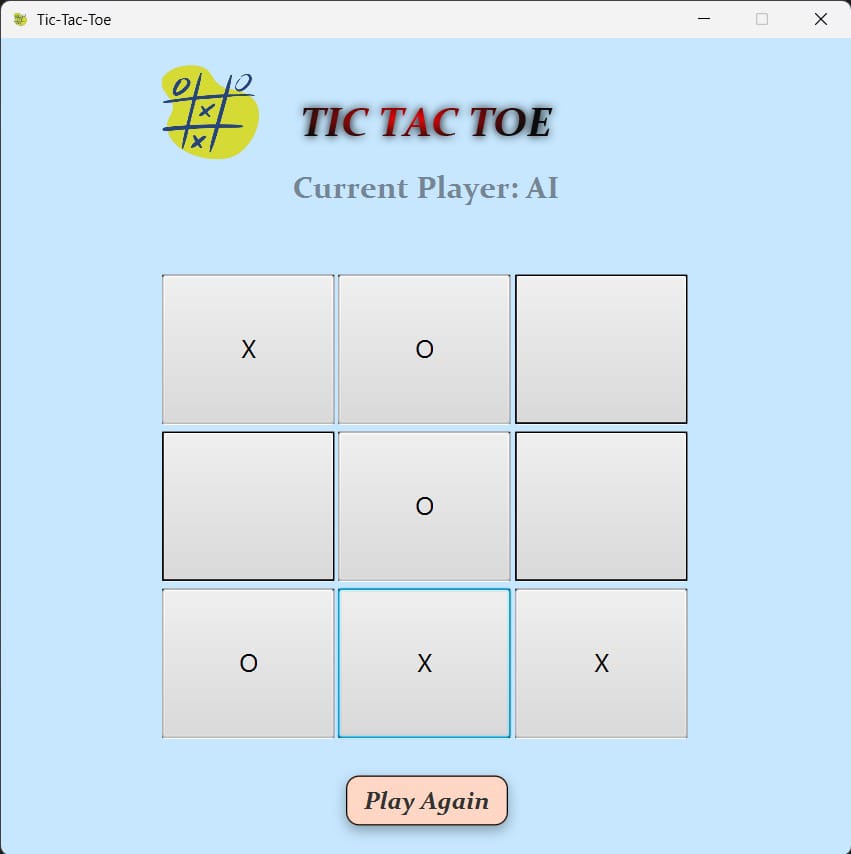 Tic-Tac-Toe
O O
X
X
TIC TAC TOE
Current Player: AI
X O
O
O X X
Play Again